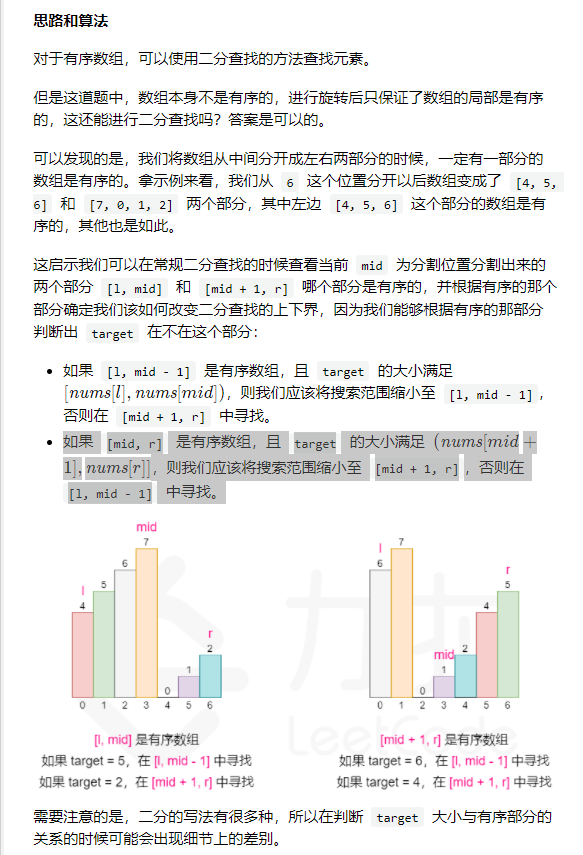 思路和算法
对于有序数组，可以使用二分查找的方法查找元素。
但是这道题中，数组本身不是有序的，进行旋转后只保证了数组的局部是有序
的，这还能进行二分查找吗？答案是可以的。
可以发现的是，我们将数组从中间分开成左右两部分的时候，一定有一部分的
数组是有序的。拿示例来看，我们从 6 这个位置分开以后数组变成了 [4, 5,
6] 和 [7, 0, 1, 2] 两个部分，其中左边 [4, 5, 6] 这个部分的数组是有
序的，其他也是如此。
这启示我们可以在常规二分查找的时候查看当前 mid 为分割位置分割出来的
两个部分 [l, mid] 和 [mid + 1, r] 哪个部分是有序的，并根据有序的那个
部分确定我们该如何改变二分查找的上下界，因为我们能够根据有序的那部分
判断出 target 在不在这个部分：
如果 [l, mid - 1] 是有序数组，且 target 的大小满足
[nums[l], nums[mid])，则我们应该将搜索范围缩小至 [l, mid - 1]，
否则在 [mid + 1, r] 中寻找。
如果 [mid, r] 是有序数组，且 target 的大小满足 (nums[mid +
1], nums[r]]，则我们应该将搜索范围缩小至 [mid + 1, r]，否则在
[l, mid - 1] 中寻找。
mid
7
6
l
5
4
r
2
1
0
0 1 2 3 4 5 6
[l, mid] 是有序数组
如果 target = 5，在 [l, mid - 1] 中寻找
如果 target = 2，在 [mid + 1, r] 中寻找
l
7
6
r
5
4
mid
2
1
0
0 1 2 3 4 5 6
[mid + 1, r] 是有序数组
如果 target = 6，在 [l, mid - 1] 中寻找
如果 target = 4，在 [mid + 1, r] 中寻找
力扣
LeetCode
需要注意的是，二分的写法有很多种，所以在判断 target 大小与有序部分的
关系的时候可能会出现细节上的差别。